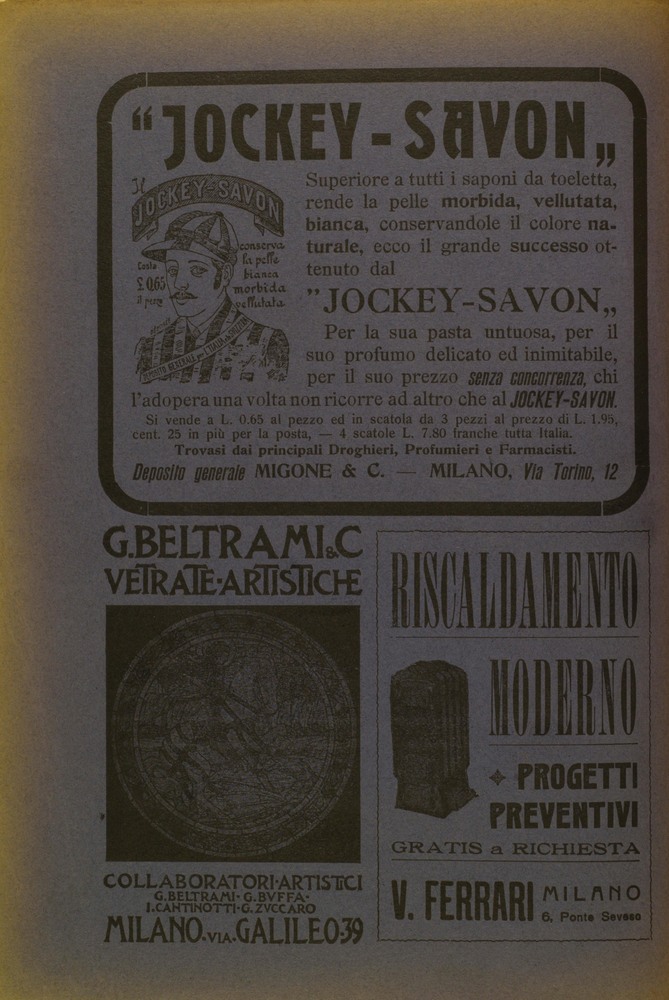 “JOCKEY-SAVON„
Il
JOCKEY-SAVON
conserva
la pelle
bianca
morbida
vellutata
Costa
£ 0.65
il pezzo
DEPOSITO GENERALE per L'ITALIA
Superiore a tutti i saponi da toeletta,
rende la pelle morbida, vellutata,
bianca, conservandole il colore na-
turale, ecco il grande successo ot-
tenuto dal
”JOCKEY-SAVON„
Per la sua pasta untuosa, per il
suo profumo delicato ed inimitabile,
per il suo prezzo senza concorrenza, chi
l'adopera una volta non ricorre ad altro che al JOCKEY-SAVON.
Si vende a L. 0.65 al pezzo ed in scatola da 3 pezzi al prezzo di L. 1.95,
cent. 25 in più per la posta, — 4 scatole L. 7.80 franche tutta Italia.
Trovasi dai principali Droghieri, Profumieri e Farmacisti.
Deposito generale MIGONE & C. — MILANO, Via Torino, 12
G.BELTRAMI&C
VETRATE·ARTISTICHE
COLLABORATORI·ARTISTICI
G.BELTRAMI·G.BVFFA·
I.CANTINOTTI·G.ZVCCARO
MILANO·VIA·GALILEO·39
RISCALDAMENTO
MODERNO
PROGETTI
PREVENTIVI
GRATIS a RICHIESTA
V. FERRARI MILANO
6, Ponte Seveso